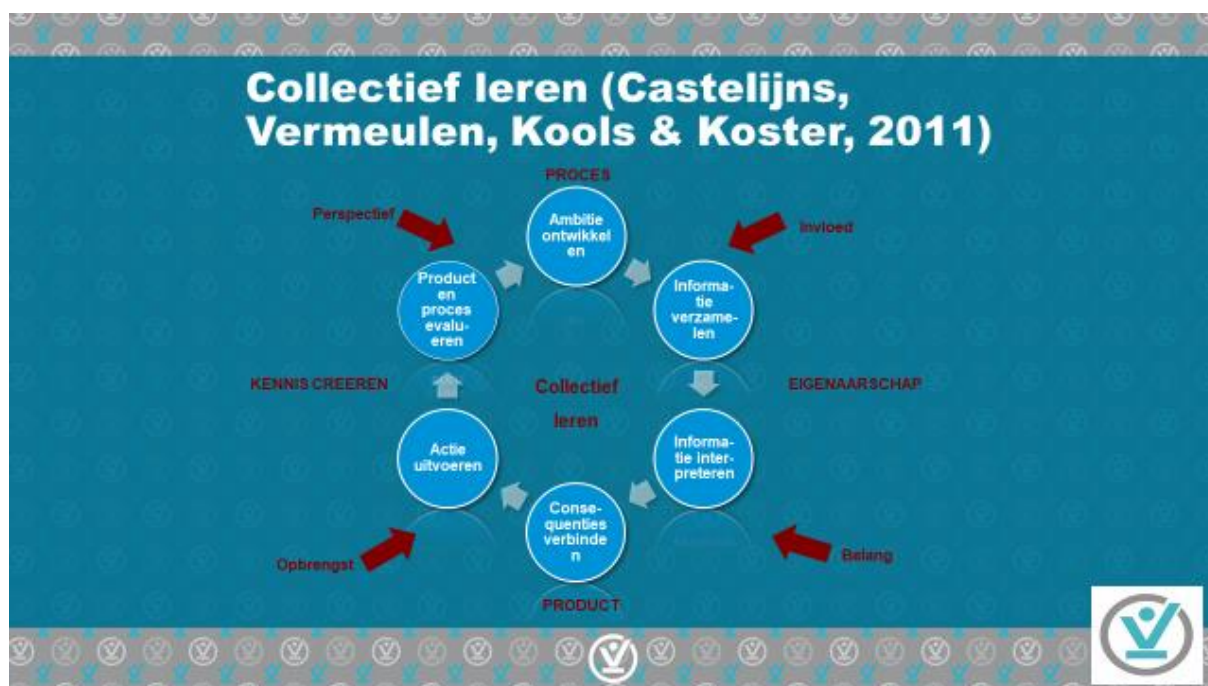 Collectief leren (Castelijns,
Vermeulen, Kools & Koster, 2011)
PROCES
Perspectief
Ambitie
ontwikkel
en
Invloed
Product
en
proces
evalu-
eren
Informa-
tie
verzame-
len
KENNIS CREEREN
Collectief
leren
EIGENAARSCHAP
Actie
uitvoeren
Informa-
tie inter-
preteren
Conse-
quenties
verbinde
n
Opbrengst
Belang
PRODUCT